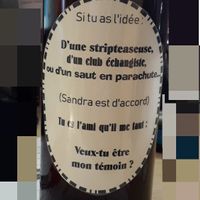 Si tu as l'idée :
D'une stripteaseuse,
d'un club échangiste,
ou d'un saut en parachute...
(Sandra est d'accord)
Tu es l'ami qu'il me faut :
Veux-tu être
mon témoin ?